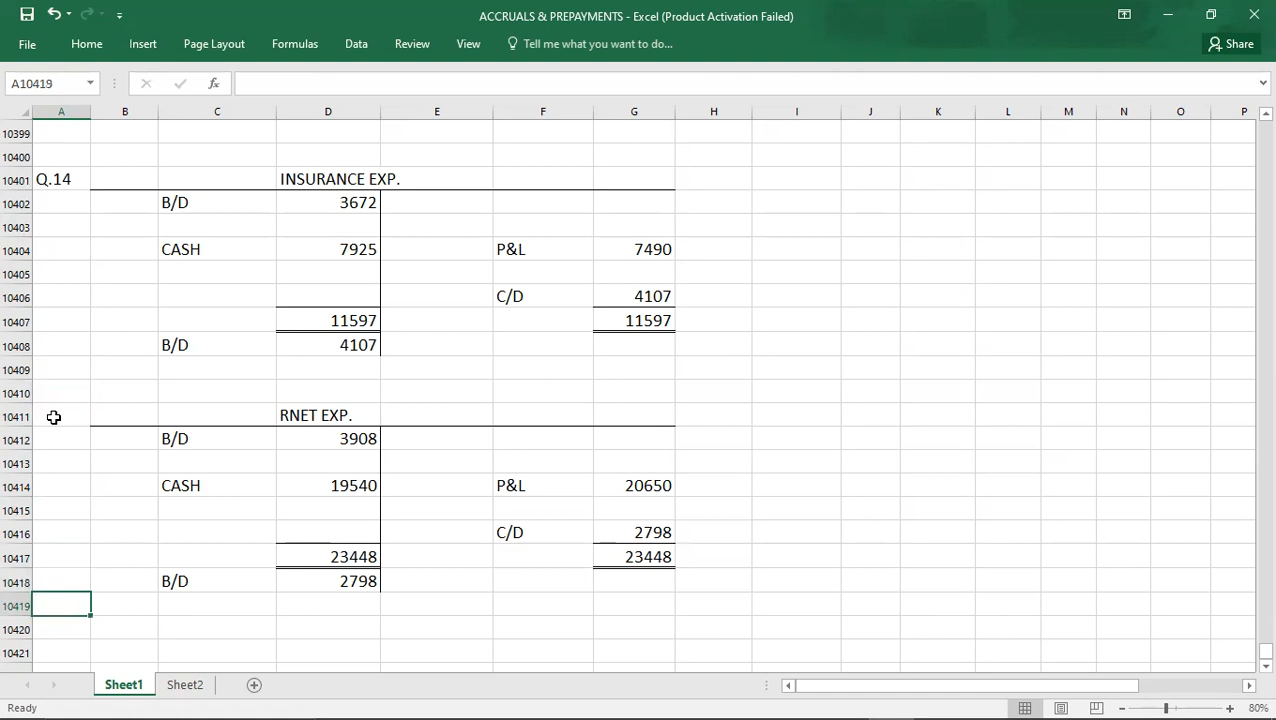 ACCRUALS & PREPAYMENTS - Excel (Product Activation Failed)
File Home Insert Page Layout Formulas Data Review View Tell me what you want to do... Share
A10419 fx
A B C D E F G H I J K L M N O P
10399
10400
10401 Q.14 INSURANCE EXP.
10402 B/D 3672
10403
10404 CASH 7925 P&L 7490
10405
10406 C/D 4107
10407 11597 11597
10408 B/D 4107
10409
10410
10411 RNET EXP.
10412 B/D 3908
10413
10414 CASH 19540 P&L 20650
10415
10416 C/D 2798
10417 23448 23448
10418 B/D 2798
10419
10420
10421
Sheet1 Sheet2
Ready 80%